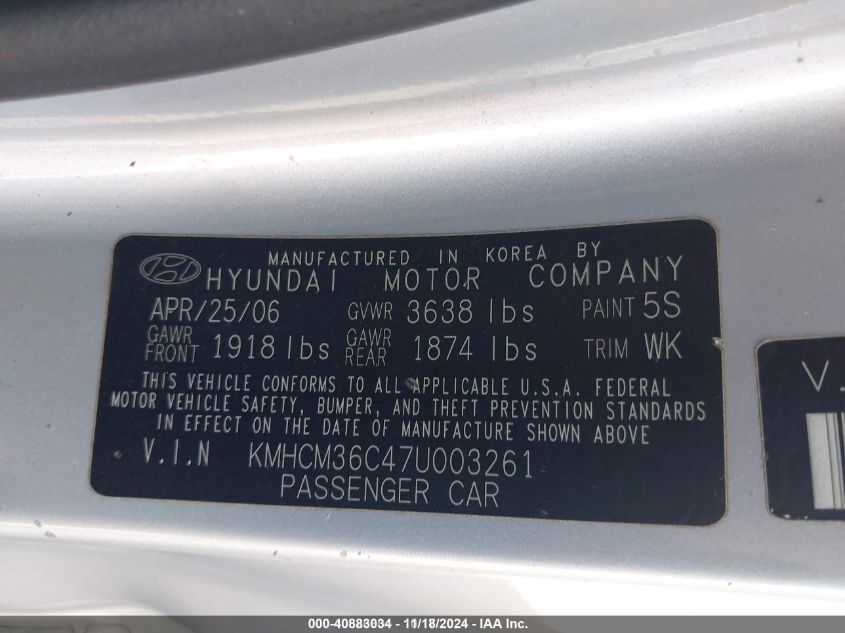 MANUFACTURED IN KOREA BY
HYUNDAI MOTOR COMPANY
APR/25/06 GVWR 3638 lbs PAINT 5S
GAWR FRONT 1918 lbs GAWR REAR 1874 lbs TRIM WK
THIS VEHICLE CONFORMS TO ALL APPLICABLE U.S.A. FEDERAL
MOTOR VEHICLE SAFETY, BUMPER, AND THEFT PREVENTION STANDARDS
IN EFFECT ON THE DATE OF MANUFACTURE SHOWN ABOVE
V.I.N KMHCM36C47U003261
PASSENGER CAR
V.
000-40883034 - 11/18/2024 - IAA Inc.